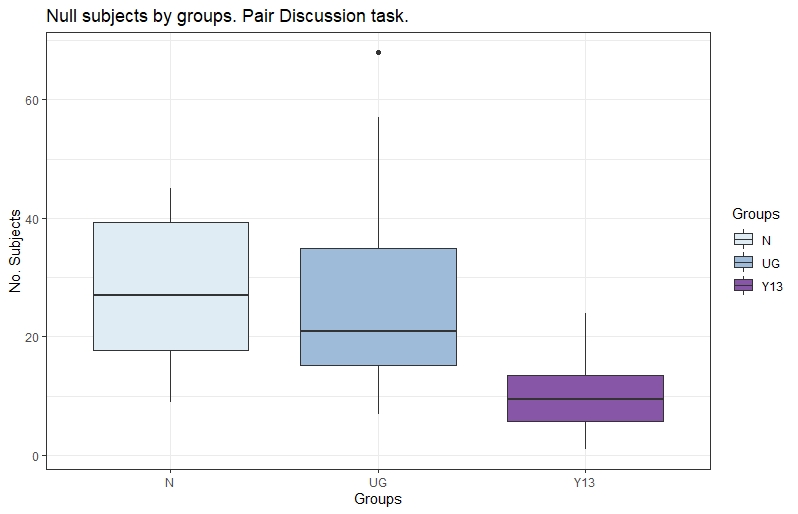 Null subjects by groups. Pair Discussion task.
No. Subjects
60
40
20
0
N
UG
Y13
Groups
Groups
N
UG
Y13